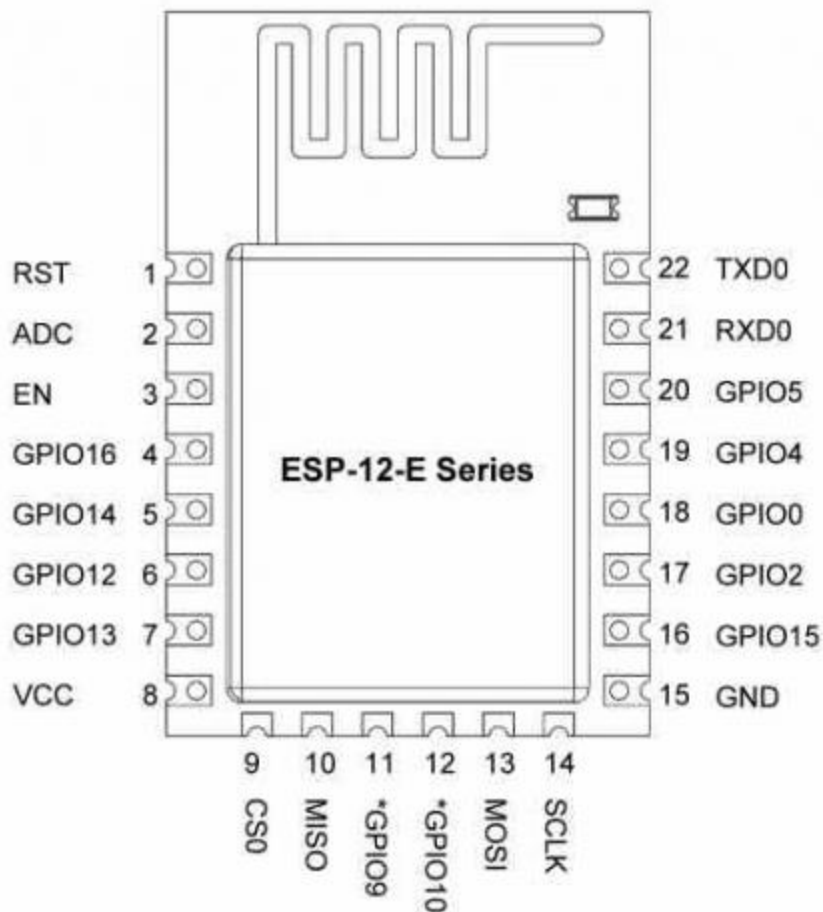 RST 1
ADC 2
EN 3
GPIO16 4
GPIO14 5
GPIO12 6
GPIO13 7
VCC 8
ESP-12-E Series
22 TXD0
21 RXD0
20 GPIO5
19 GPIO4
18 GPIO0
17 GPIO2
16 GPIO15
15 GND
9 10 11 12 13 14
CS0
MISO
*GPIO9
*GPIO10
MOSI
SCLK